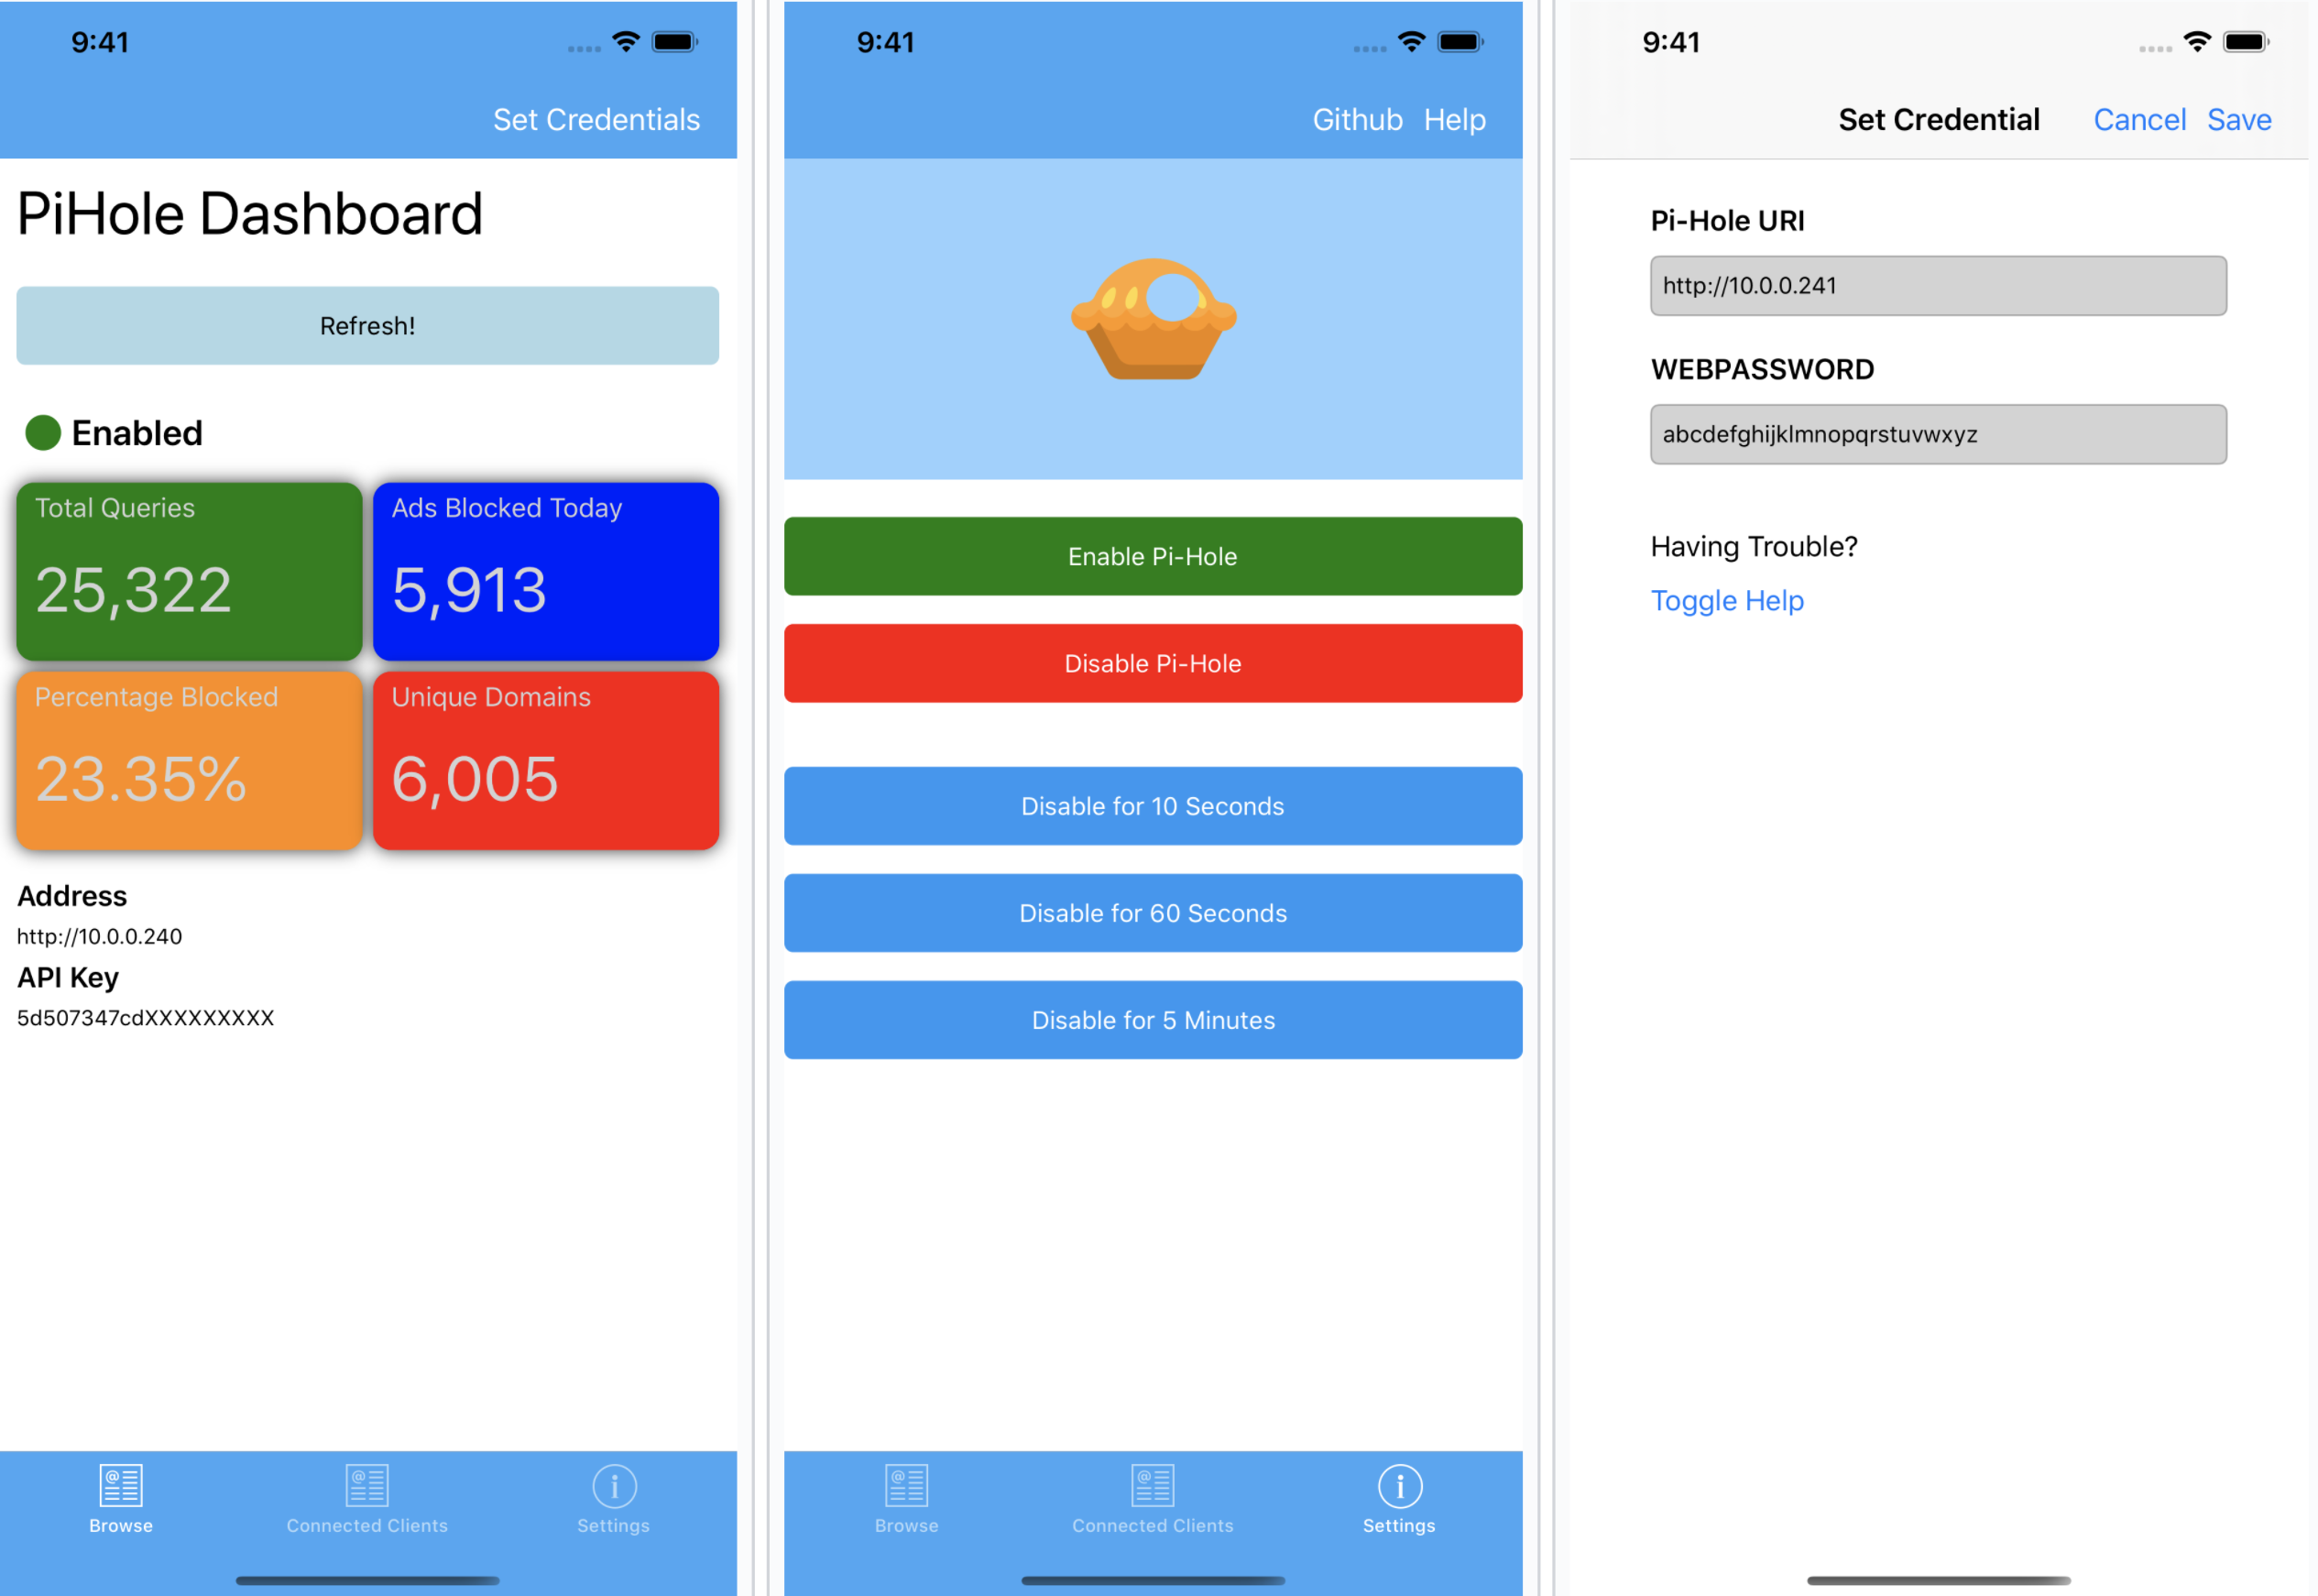 9:41
Set Credentials
PiHole Dashboard
Refresh!
Enabled
Total Queries
25,322
Ads Blocked Today
5,913
Percentage Blocked
23.35%
Unique Domains
6,005
Address
http://10.0.0.240
API Key
5d507347cdXXXXXXXXX
Browse
Connected Clients
Settings
9:41
Github Help
Enable Pi-Hole
Disable Pi-Hole
Disable for 10 Seconds
Disable for 60 Seconds
Disable for 5 Minutes
Browse
Connected Clients
Settings
9:41
Set Credential
Cancel Save
Pi-Hole URI
http://10.0.0.241
WEBPASSWORD
abcdefghijklmnopqrstuvwxyz
Having Trouble?
Toggle Help